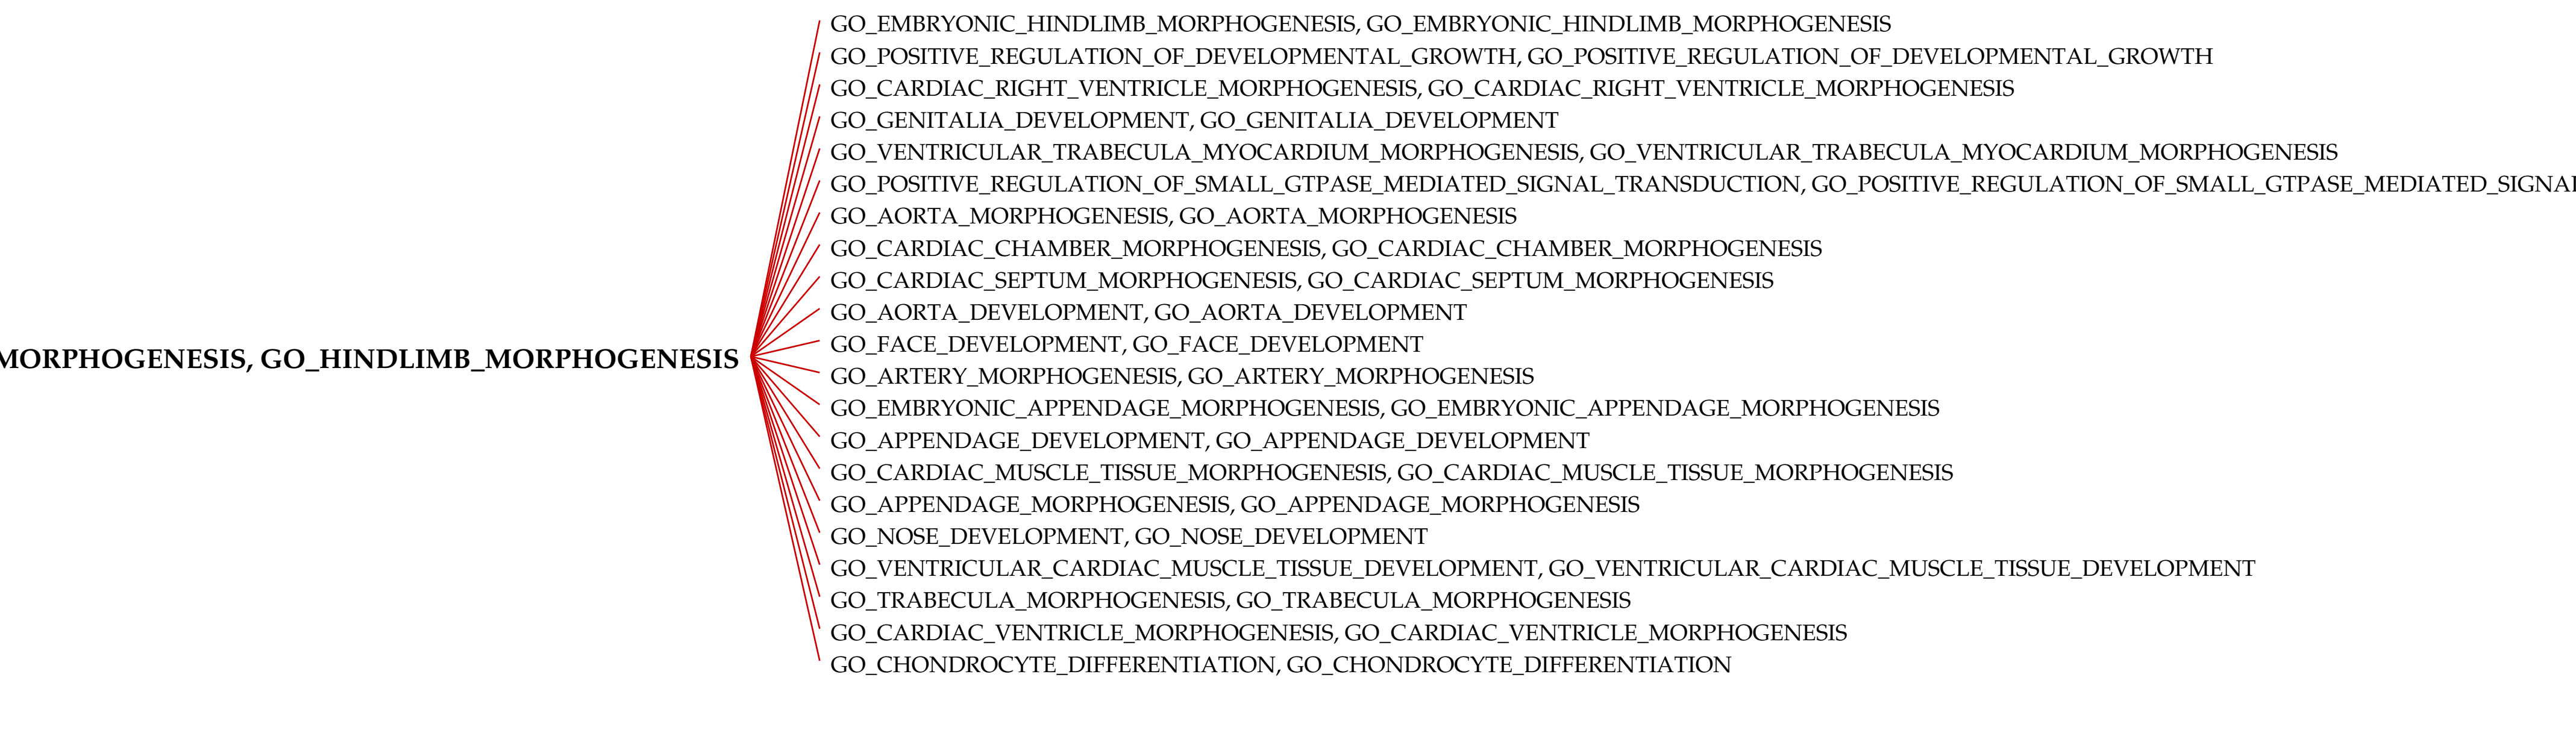 GO_EMBRYONIC_HINDLIMB_MORPHOGENESIS, GO_EMBRYONIC_HINDLIMB_MORPHOGENESIS
GO_POSITIVE_REGULATION_OF_DEVELOPMENTAL_GROWTH, GO_POSITIVE_REGULATION_OF_DEVELOPMENTAL_GROWTH
GO_CARDIAC_RIGHT_VENTRICLE_MORPHOGENESIS, GO_CARDIAC_RIGHT_VENTRICLE_MORPHOGENESIS
GO_GENITALIA_DEVELOPMENT, GO_GENITALIA_DEVELOPMENT
GO_VENTRICULAR_TRABECULA_MYOCARDIUM_MORPHOGENESIS, GO_VENTRICULAR_TRABECULA_MYOCARDIUM_MORPHOGENESIS
GO_POSITIVE_REGULATION_OF_SMALL_GTPASE_MEDIATED_SIGNAL_TRANSDUCTION, GO_POSITIVE_REGULATION_OF_SMALL_GTPASE_MEDIATED_SIGNAL
GO_AORTA_MORPHOGENESIS, GO_AORTA_MORPHOGENESIS
GO_CARDIAC_CHAMBER_MORPHOGENESIS, GO_CARDIAC_CHAMBER_MORPHOGENESIS
GO_CARDIAC_SEPTUM_MORPHOGENESIS, GO_CARDIAC_SEPTUM_MORPHOGENESIS
GO_AORTA_DEVELOPMENT, GO_AORTA_DEVELOPMENT
GO_FACE_DEVELOPMENT, GO_FACE_DEVELOPMENT
MORPHOGENESIS, GO_HINDLIMB_MORPHOGENESIS
GO_ARTERY_MORPHOGENESIS, GO_ARTERY_MORPHOGENESIS
GO_EMBRYONIC_APPENDAGE_MORPHOGENESIS, GO_EMBRYONIC_APPENDAGE_MORPHOGENESIS
GO_APPENDAGE_DEVELOPMENT, GO_APPENDAGE_DEVELOPMENT
GO_CARDIAC_MUSCLE_TISSUE_MORPHOGENESIS, GO_CARDIAC_MUSCLE_TISSUE_MORPHOGENESIS
GO_APPENDAGE_MORPHOGENESIS, GO_APPENDAGE_MORPHOGENESIS
GO_NOSE_DEVELOPMENT, GO_NOSE_DEVELOPMENT
GO_VENTRICULAR_CARDIAC_MUSCLE_TISSUE_DEVELOPMENT, GO_VENTRICULAR_CARDIAC_MUSCLE_TISSUE_DEVELOPMENT
GO_TRABECULA_MORPHOGENESIS, GO_TRABECULA_MORPHOGENESIS
GO_CARDIAC_VENTRICLE_MORPHOGENESIS, GO_CARDIAC_VENTRICLE_MORPHOGENESIS
GO_CHONDROCYTE_DIFFERENTIATION, GO_CHONDROCYTE_DIFFERENTIATION